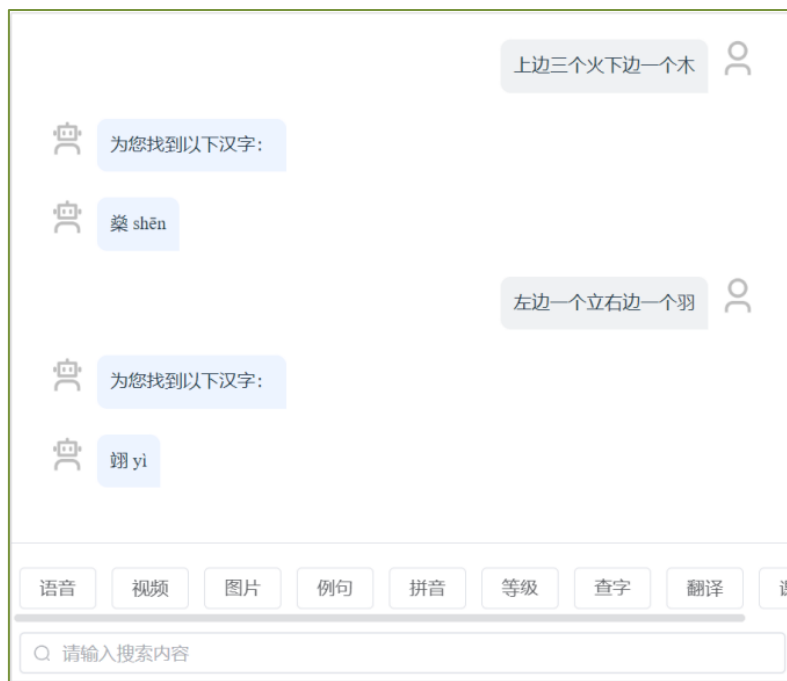 上边三个火下边一个木
为您找到以下汉字：
燊 shēn
左边一个立右边一个羽
为您找到以下汉字：
翊 yì
语音 视频 图片 例句 拼音 等级 查字 翻译
请输入搜索内容